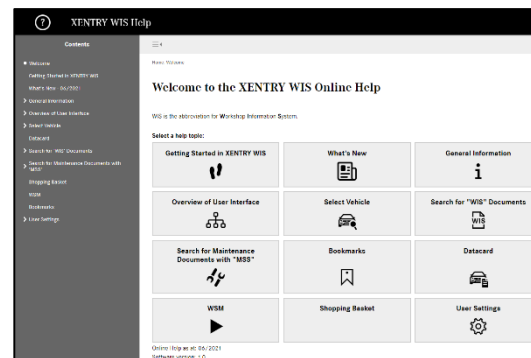 ? XENTRY WIS Help
Contents
Welcome
Getting Started in XENTRY WIS
What's New - 06/2021
General Information
Overview of User Interface
Select Vehicle
Datacard
Search for "WIS" Documents
Search for Maintenance Documents with
"MSS"
Shopping Basket
WSM
Bookmarks
User Settings
Home: Welcome
Welcome to the XENTRY WIS Online Help
WIS is the abbreviation for Workshop Information System.
Select a help topic:
Getting Started in XENTRY WIS
What's New
General Information
Overview of User Interface
Select Vehicle
Search for "WIS" Documents
WIS
Search for Maintenance
Documents with "MSS"
Bookmarks
Datacard
WSM
Shopping Basket
User Settings
Online Help as at: 06/2021
Software version: 1.0